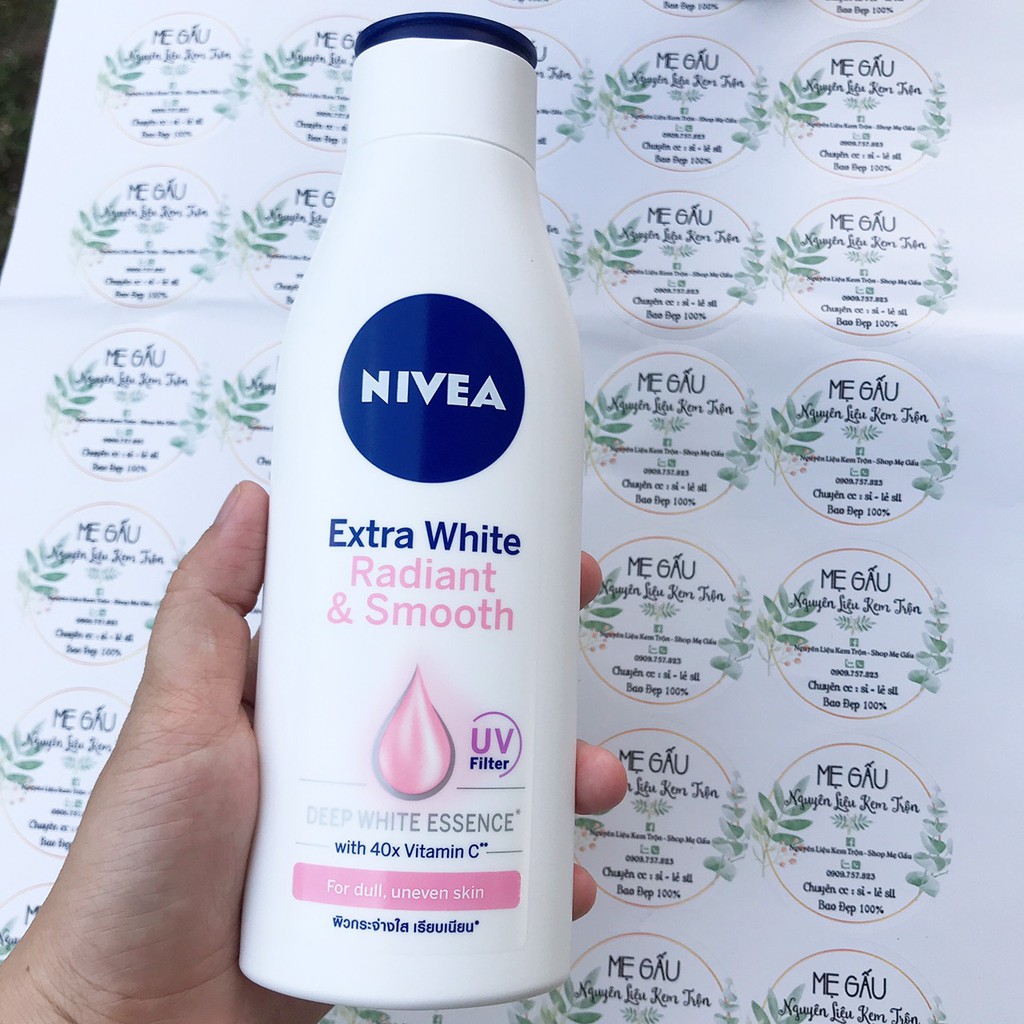 NIVEA
Extra White
Radiant
& Smooth
UV
Filter
DEEP WHITE ESSENCE*
with 40x Vitamin C**
For dull, uneven skin
ผิวกระจ่างใส เรียบเนียน*
MẸ GẤU
Nguyên Liệu Kem Trộn
Nguyên Liệu Kem Trộn - Shop Mẹ Gấu
0909.757.823
Chuyên cc : sỉ - lẻ sll
Bao Đẹp 100%